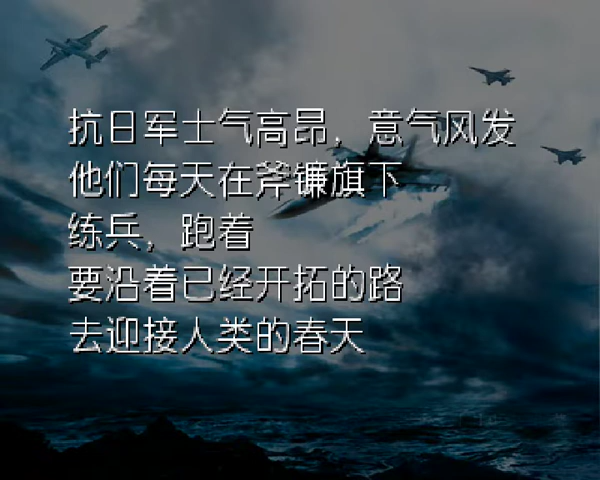 抗日军士气高昂，意气风发
他们每天在斧镰旗下
练兵，跑着
要沿着已经开拓的路
去迎接人类的春天